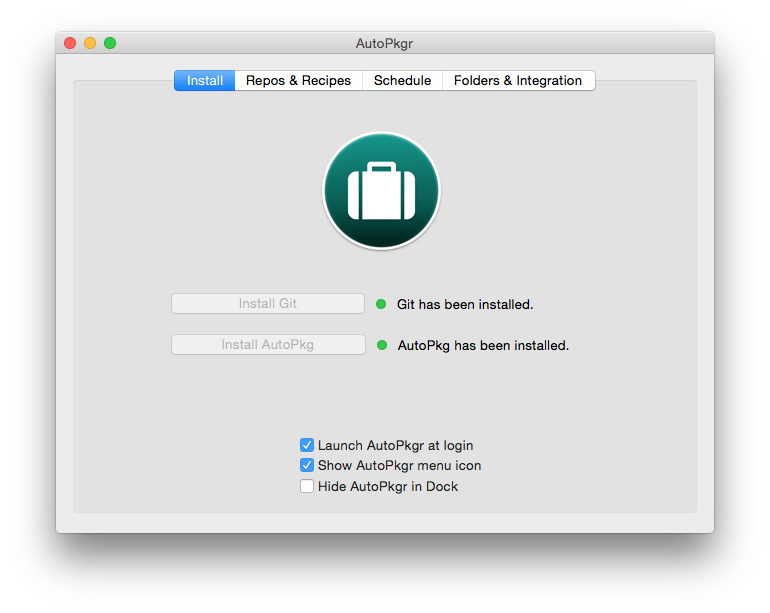 AutoPkgr
Install Repos & Recipes Schedule Folders & Integration
Install Git Git has been installed.
Install AutoPkg AutoPkg has been installed.
Launch AutoPkgr at login
Show AutoPkgr menu icon
Hide AutoPkgr in Dock